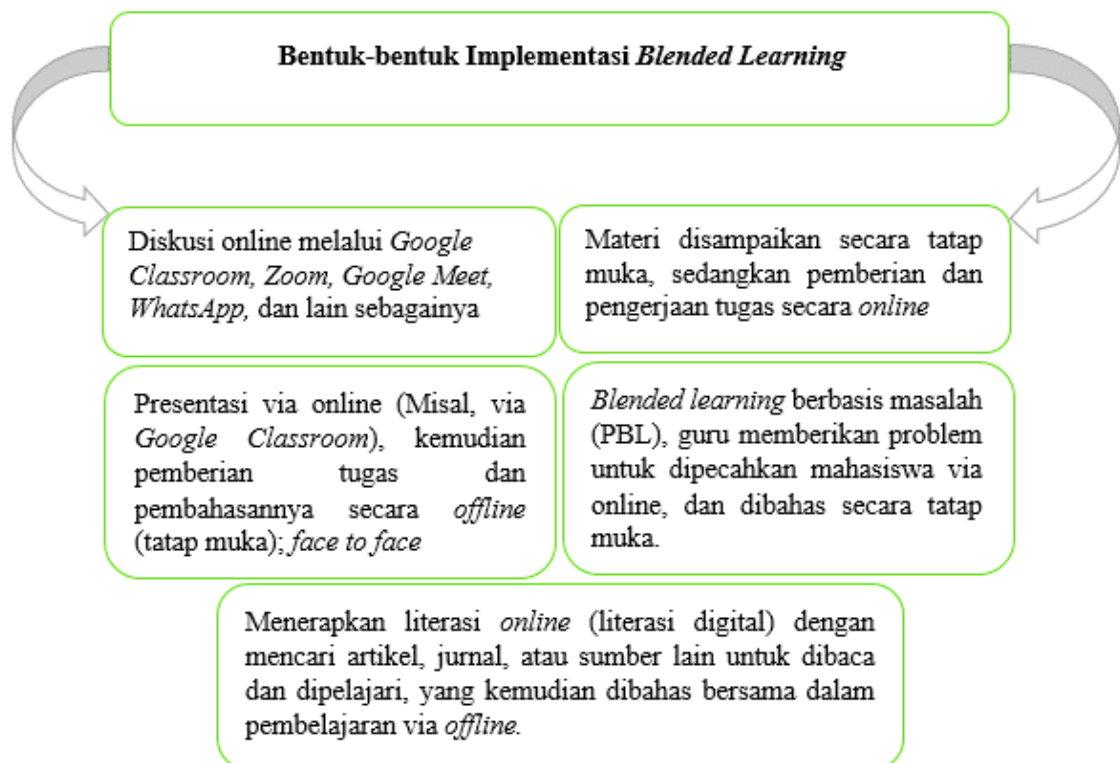 Bentuk-bentuk Implementasi Blended Learning
Diskusi online melalui Google
Classroom, Zoom, Google Meet,
WhatsApp, dan lain sebagainya
Materi disampaikan secara tatap
muka, sedangkan pemberian dan
pengerjaan tugas secara online
Presentasi via online (Misal, via
Google Classroom), kemudian
pemberian tugas dan
pembahasannya secara offline
(tatap muka); face to face
Blended learning berbasis masalah
(PBL), guru memberikan problem
untuk dipecahkan mahasiswa via
online, dan dibahas secara tatap
muka.
Menerapkan literasi online (literasi digital) dengan
mencari artikel, jurnal, atau sumber lain untuk dibaca
dan dipelajari, yang kemudian dibahas bersama dalam
pembelajaran via offline.